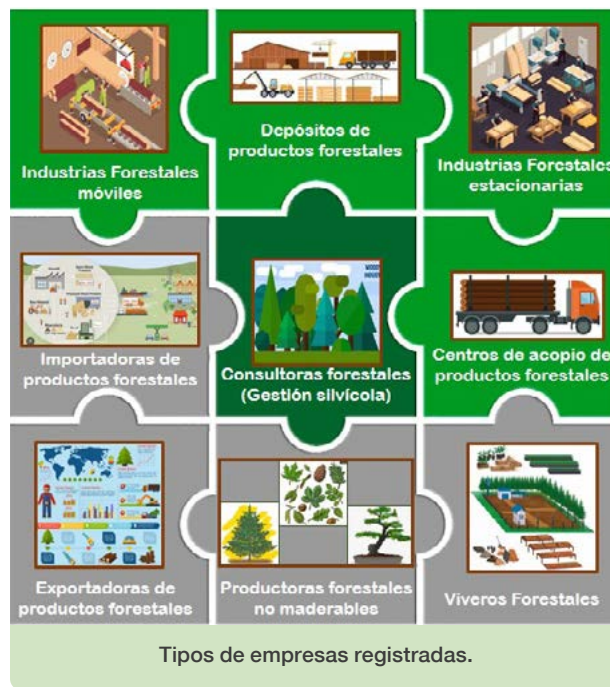 Industrias Forestales
móviles
Depósitos de
productos forestales
Industrias Forestales
estacionarias
Importadoras de
productos forestales
WOOD
INDUST
Consultoras forestales
(Gestión silvícola)
Centros de acopio de
productos forestales
Exportadoras de
productos forestales
Productoras forestales
no maderables
Viveros Forestales
Tipos de empresas registradas.